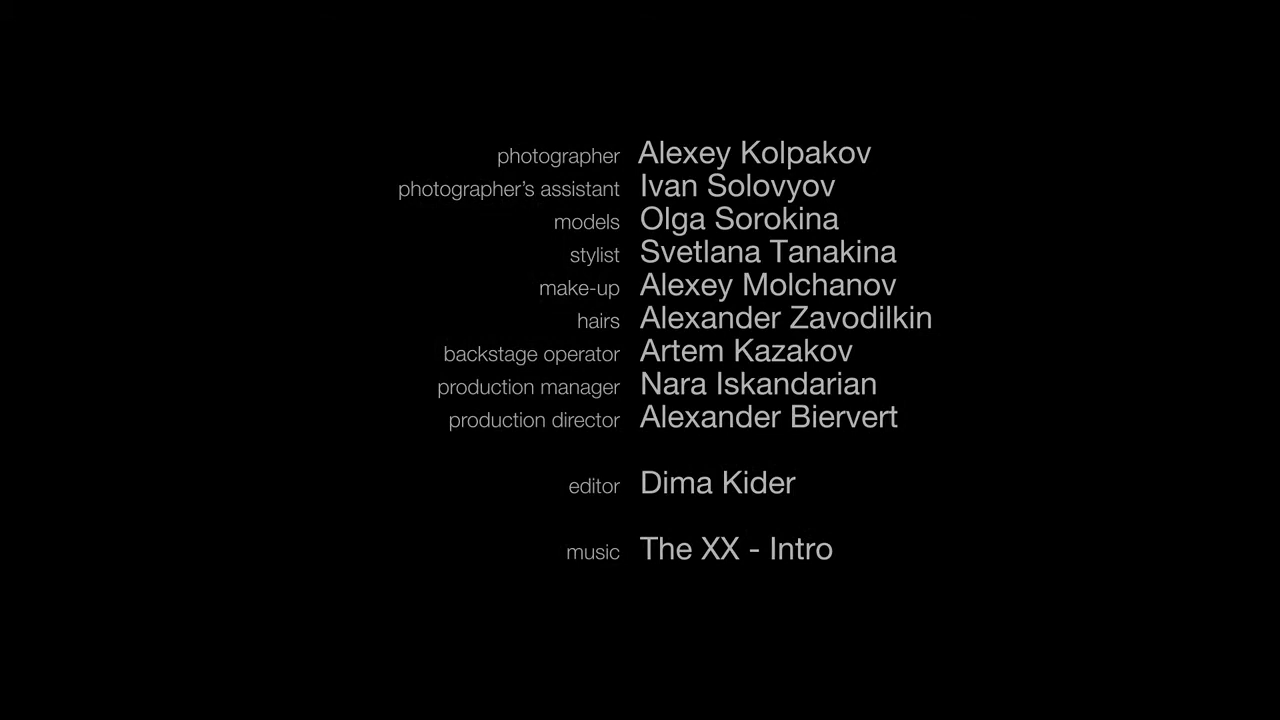 photographer Alexey Kolpakov
photographer's assistant Ivan Solovyov
models Olga Sorokina
stylist Svetlana Tanakina
make-up Alexey Molchanov
hairs Alexander Zavodilkin
backstage operator Artem Kazakov
production manager Nara Iskandarian
production director Alexander Biervert
editor Dima Kider
music The XX - Intro